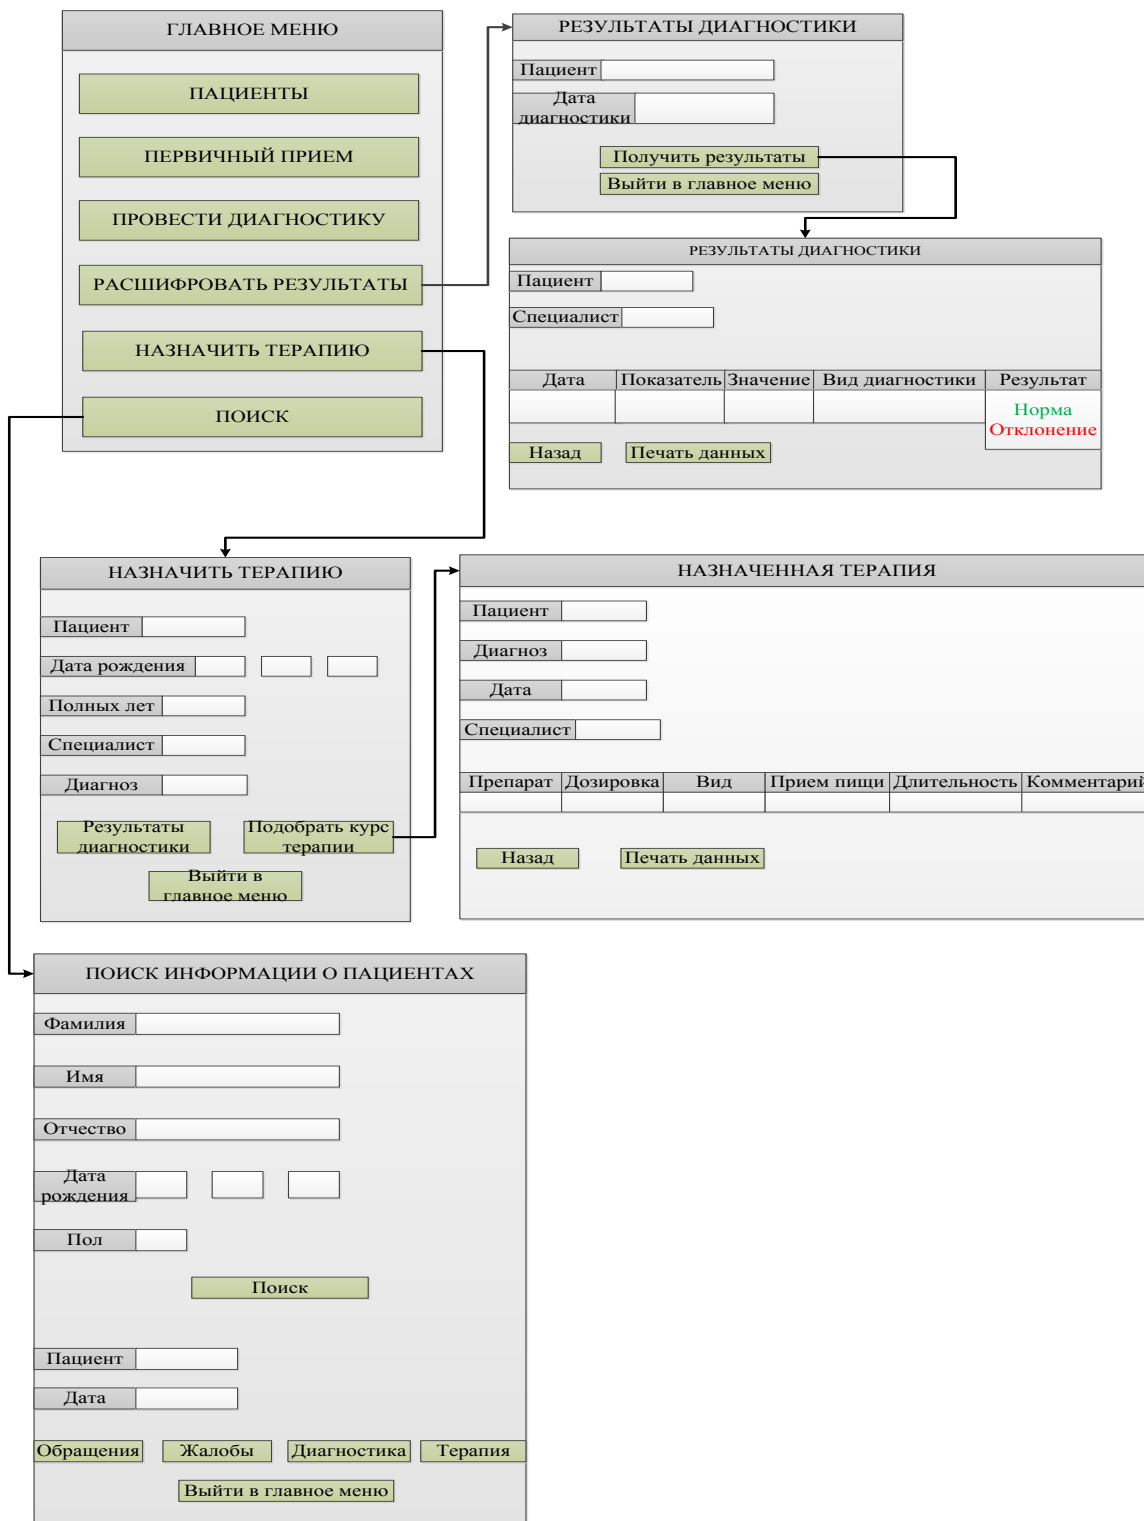 ГЛАВНОЕ МЕНЮ
ПАЦИЕНТЫ
ПЕРВИЧНЫЙ ПРИЕМ
ПРОВЕСТИ ДИАГНОСТИКУ
РАСШИФРОВАТЬ РЕЗУЛЬТАТЫ
НАЗНАЧИТЬ ТЕРАПИЮ
ПОИСК
РЕЗУЛЬТАТЫ ДИАГНОСТИКИ
Пациент
Дата
диагностики
Получить результаты
Выйти в главное меню
РЕЗУЛЬТАТЫ ДИАГНОСТИКИ
Пациент
Специалист
Дата Показатель Значение Вид диагностики Результат
Норма
Отклонение
Назад Печать данных
НАЗНАЧИТЬ ТЕРАПИЮ
Пациент
Дата рождения
Полных лет
Специалист
Диагноз
Результаты
диагностики
Подобрать курс
терапии
Выйти в
главное меню
НАЗНАЧЕННАЯ ТЕРАПИЯ
Пациент
Диагноз
Дата
Специалист
Препарат Дозировка Вид Прием пищи Длительность Комментарий
Назад Печать данных
ПОИСК ИНФОРМАЦИИ О ПАЦИЕНТАХ
Фамилия
Имя
Отчество
Дата
рождения
Пол
Поиск
Пациент
Дата
Обращения Жалобы Диагностика Терапия
Выйти в главное меню